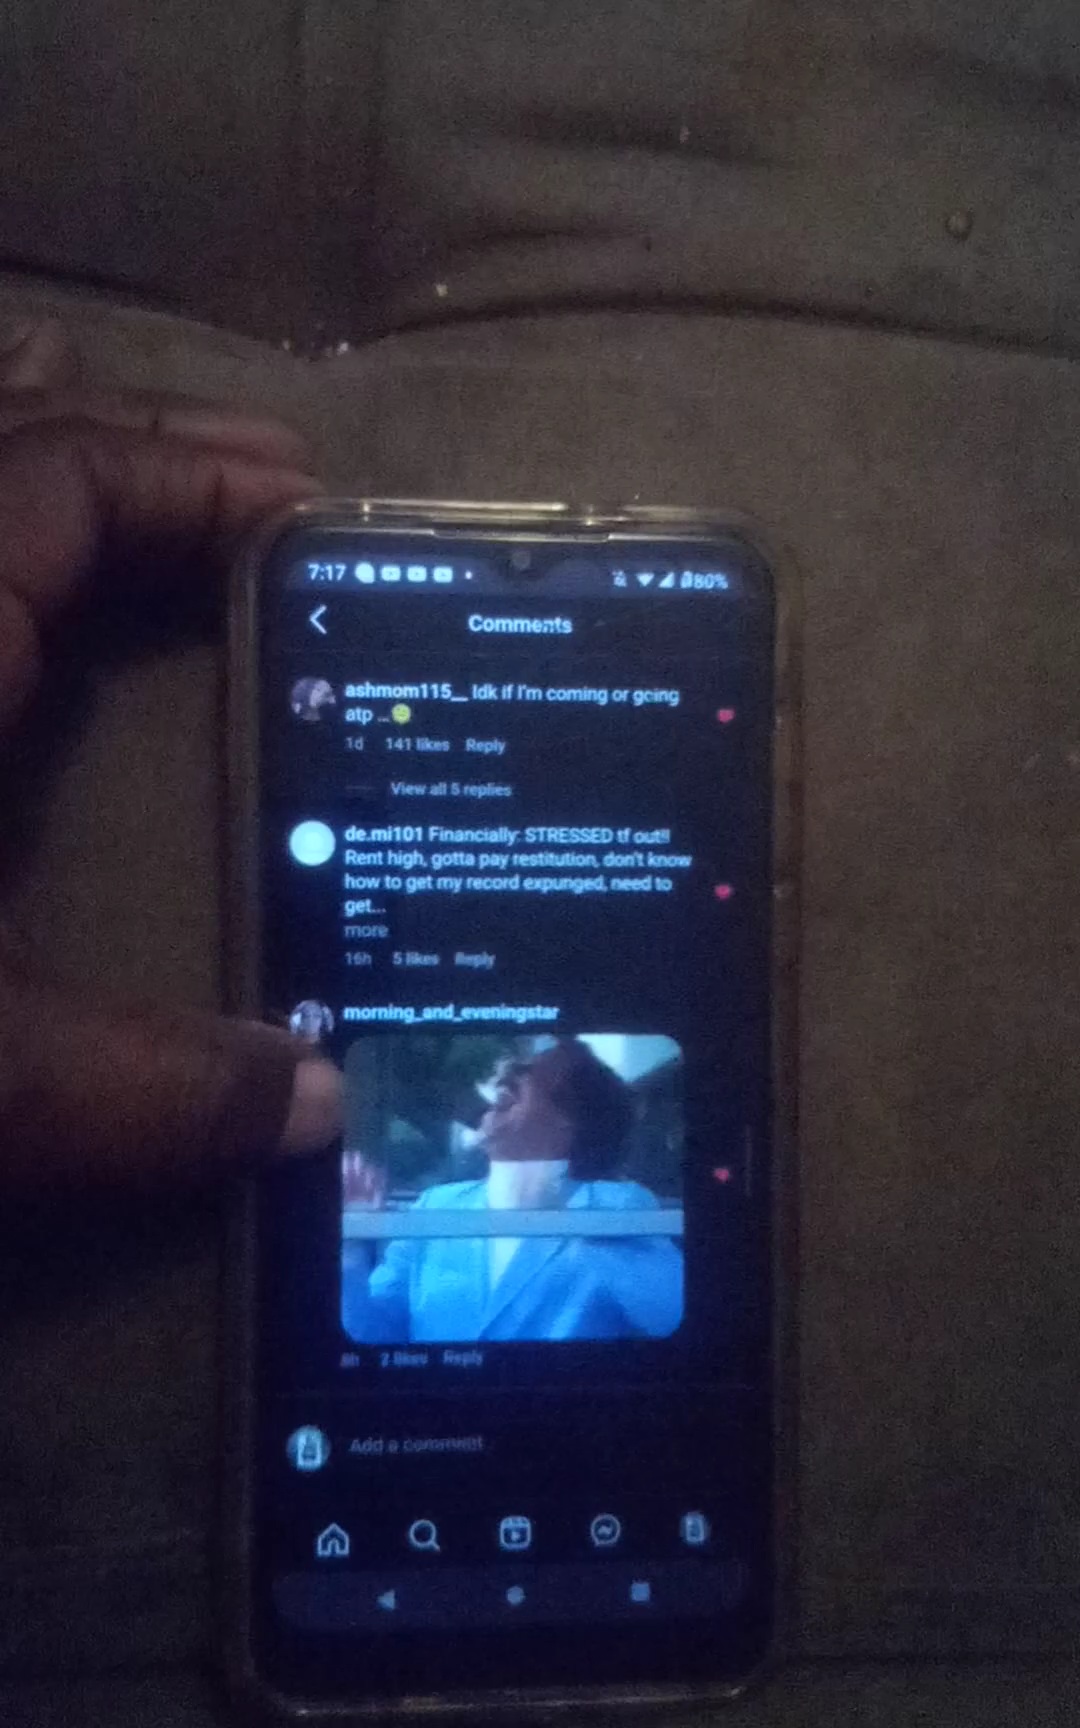 7:17 80%
Comments
ashmom115__ Idk if I'm coming or going
atp ...🫠
1d 141 likes Reply
View all 5 replies
de.mi101 Financially: STRESSED tf out!!
Rent high, gotta pay restitution, don't know
how to get my record expunged, need to
get...
more
16h 5 likes Reply
morning_and_eveningstar
8h 2 likes Reply
Add a comment